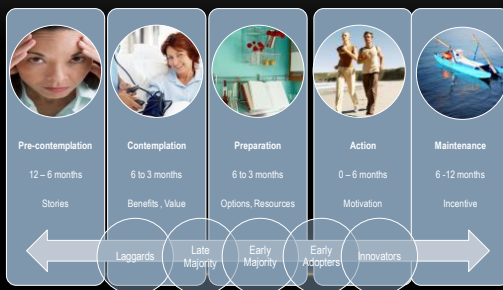 Pre-contemplation
12 – 6 months
Stories
Contemplation
6 to 3 months
Benefits , Value
Preparation
6 to 3 months
Options, Resources
Action
0 – 6 months
Motivation
Maintenance
6 -12 months
Incentive
Laggards
Late
Majority
Early
Majority
Early
Adopters
Innovators